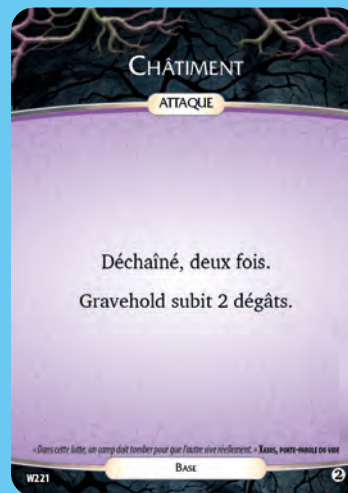 CHÂTIMENT
ATTAQUE
Déchaîné, deux fois.
Gravehold subit 2 dégâts.
« Dans cette lutte, un camp doit tomber pour que l'autre vive réellement. » XAXOS, PORTE-PAROLE DU VIDE
BASE
W221
2